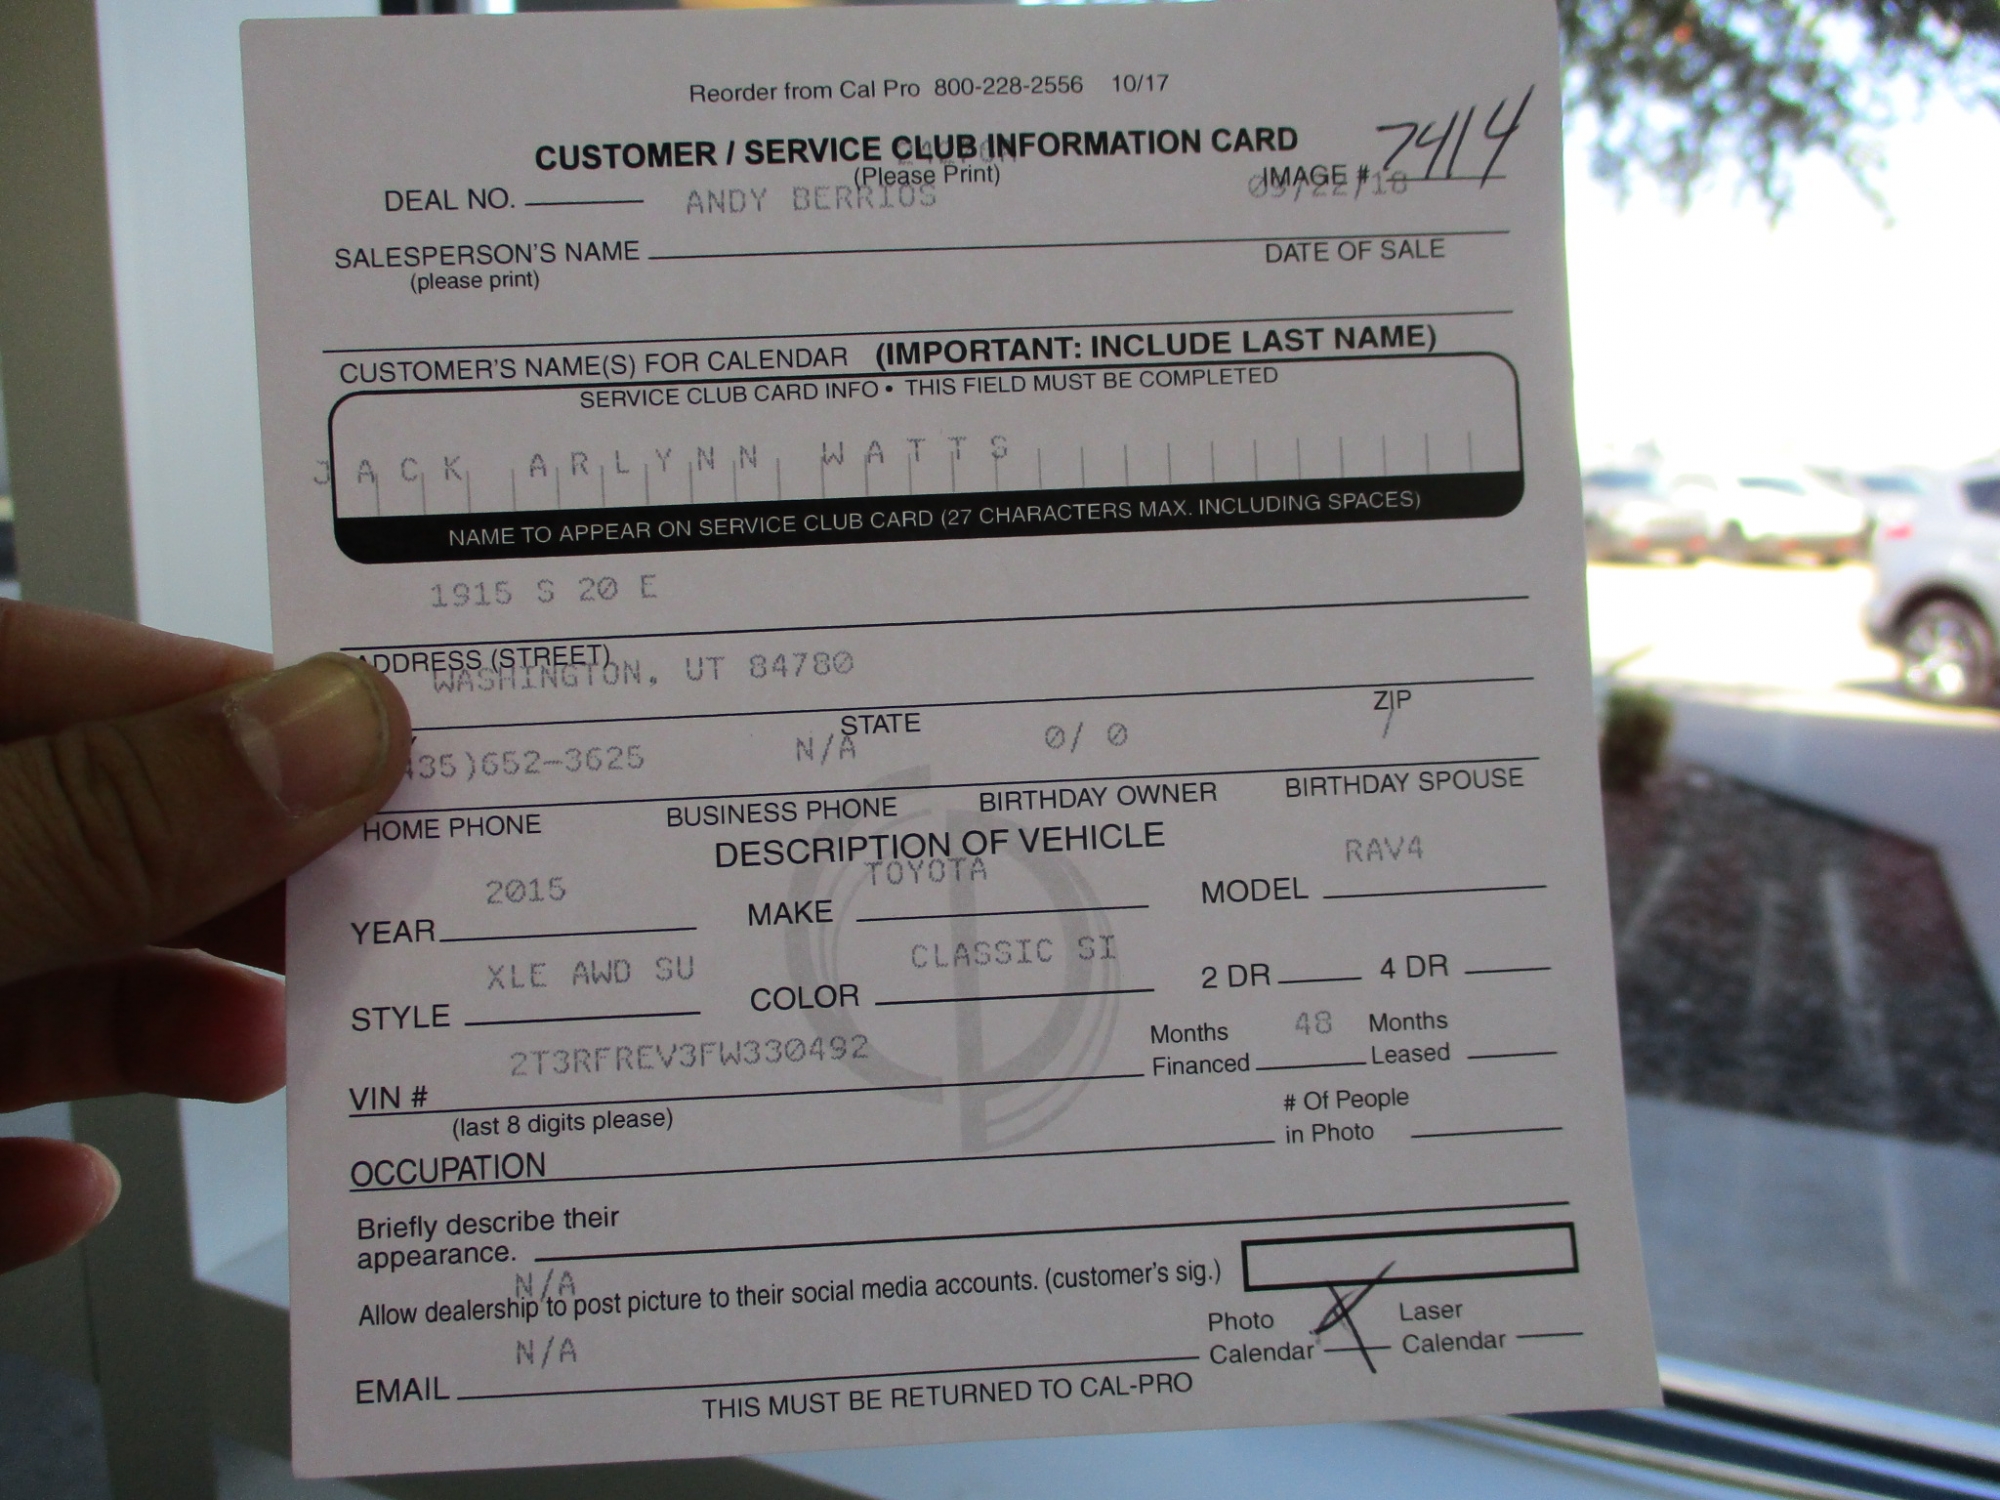 Reorder from Cal Pro 800-228-2556 10/17
CUSTOMER / SERVICE CLUB INFORMATION CARD
(Please Print)
IMAGE # 7414
DEAL NO. ANDY BERRIOS
SALESPERSON'S NAME
DATE OF SALE
(please print)
CUSTOMER'S NAME(S) FOR CALENDAR (IMPORTANT: INCLUDE LAST NAME)
SERVICE CLUB CARD INFO • THIS FIELD MUST BE COMPLETED
JACK ARLYNN WATTS
NAME TO APPEAR ON SERVICE CLUB CARD (27 CHARACTERS MAX. INCLUDING SPACES)
1915 S 20 E
ADDRESS (STREET)
WASHINGTON, UT 84780
STATE ZIP
35)652-3625 N/A 0/ 0 /
HOME PHONE BUSINESS PHONE BIRTHDAY OWNER BIRTHDAY SPOUSE
DESCRIPTION OF VEHICLE
2015 TOYOTA RAV4
YEAR MAKE MODEL
XLE AWD SU CLASSIC SI
STYLE COLOR 2 DR 4 DR
2T3RFREV3FW330492
VIN #
Months Financed 48 Months Leased
(last 8 digits please)
# Of People
in Photo
OCCUPATION
Briefly describe their
appearance.
N/A
Allow dealership to post picture to their social media accounts. (customer's sig.)
Photo Calendar X Laser Calendar
N/A
EMAIL
THIS MUST BE RETURNED TO CAL-PRO